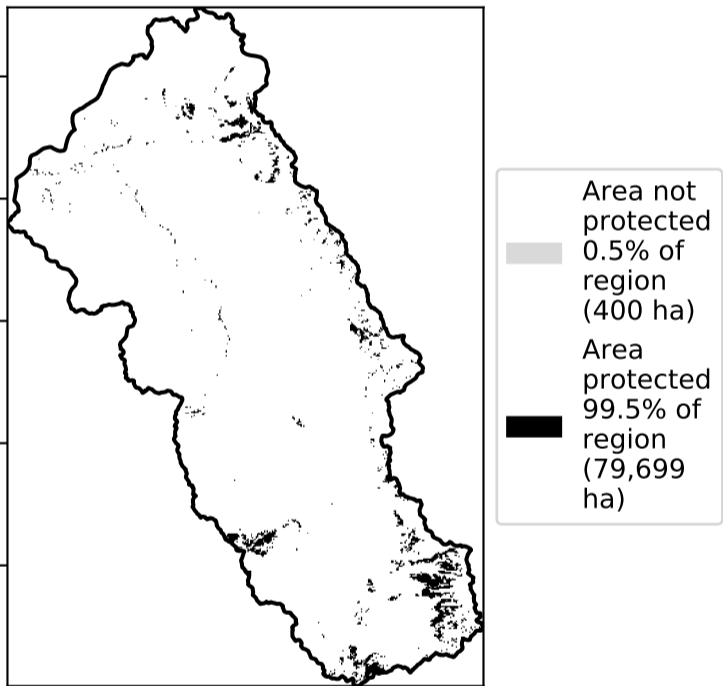 Area not
protected
0.5% of
region
(400 ha)
Area
protected
99.5% of
region
(79,699
ha)